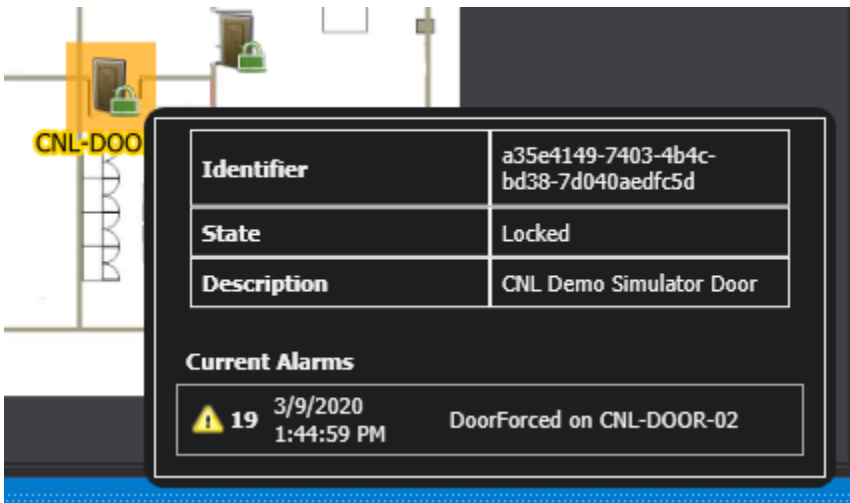 CNL-DOO
Identifier
a35e4149-7403-4b4c-
bd38-7d040aedfc5d
State
Locked
Description
CNL Demo Simulator Door
Current Alarms
19
3/9/2020
1:44:59 PM
DoorForced on CNL-DOOR-02